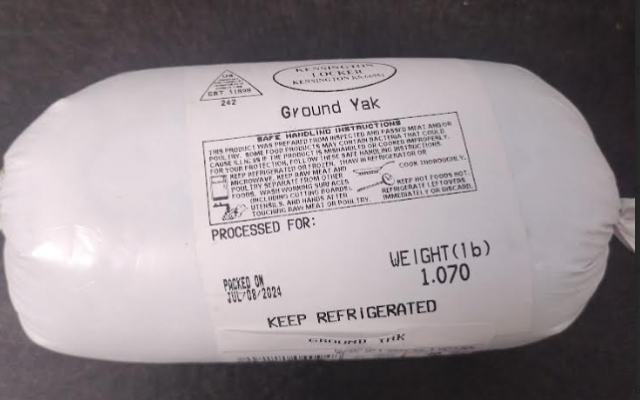 KENSINGTON
LOCKER
KENSINGTON
242
Ground Yak
SAFE HANDLING INSTRUCTIONS
THIS PRODUCT WAS PREPARED FROM INSPECTED AND PASSED MEAT AND/OR
POULTRY. SOME FOOD PRODUCTS MAY CONTAIN BACTERIA THAT COULD
CAUSE ILLNESS IF THE PRODUCT IS MISHANDLED OR COOKED IMPROPERLY.
FOR YOUR PROTECTION, FOLLOW THESE SAFE HANDLING INSTRUCTIONS.
KEEP REFRIGERATED OR FROZEN. THAW IN REFRIGERATOR OR
MICROWAVE.
KEEP RAW MEAT AND
POULTRY SEPARATE FROM OTHER
FOODS. WASH WORKING SURFACES
(INCLUDING CUTTING BOARDS),
UTENSILS, AND HANDS AFTER
TOUCHING RAW MEAT OR POULTRY.
COOK THOROUGHLY.
KEEP HOT FOODS HOT.
REFRIGERATE LEFTOVERS
IMMEDIATELY OR DISCARD.
PROCESSED FOR:
WEIGHT(lb)
1.070
PACKED ON
JUL/08/2024
KEEP REFRIGERATED
GROUND YAK